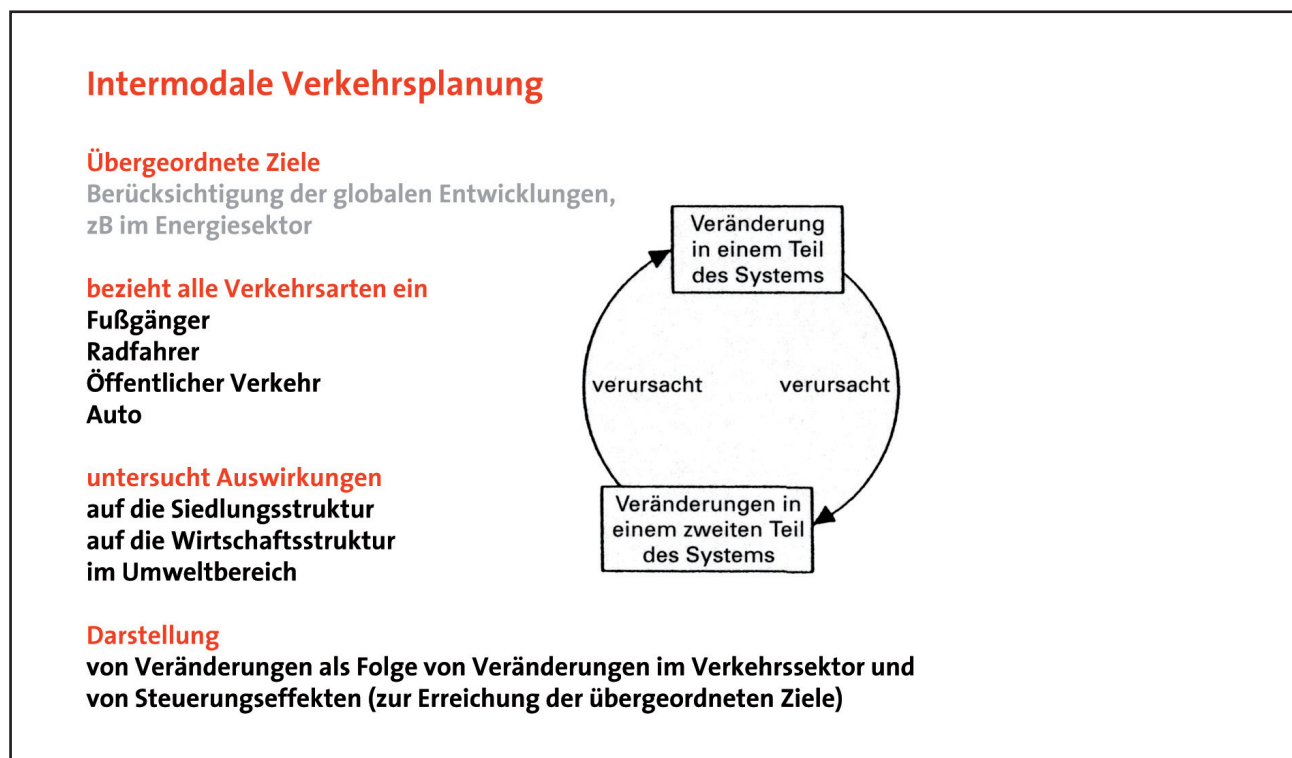 Intermodale Verkehrsplanung
Übergeordnete Ziele
Berücksichtigung der globalen Entwicklungen,
zB im Energiesektor
bezieht alle Verkehrsarten ein
Fußgänger
Radfahrer
Öffentlicher Verkehr
Auto
untersucht Auswirkungen
auf die Siedlungsstruktur
auf die Wirtschaftsstruktur
im Umweltbereich
Darstellung
von Veränderungen als Folge von Veränderungen im Verkehrssektor und
von Steuerungseffekten (zur Erreichung der übergeordneten Ziele)
Veränderung
in einem Teil
des Systems
verursacht
verursacht
Veränderungen in
einem zweiten Teil
des Systems